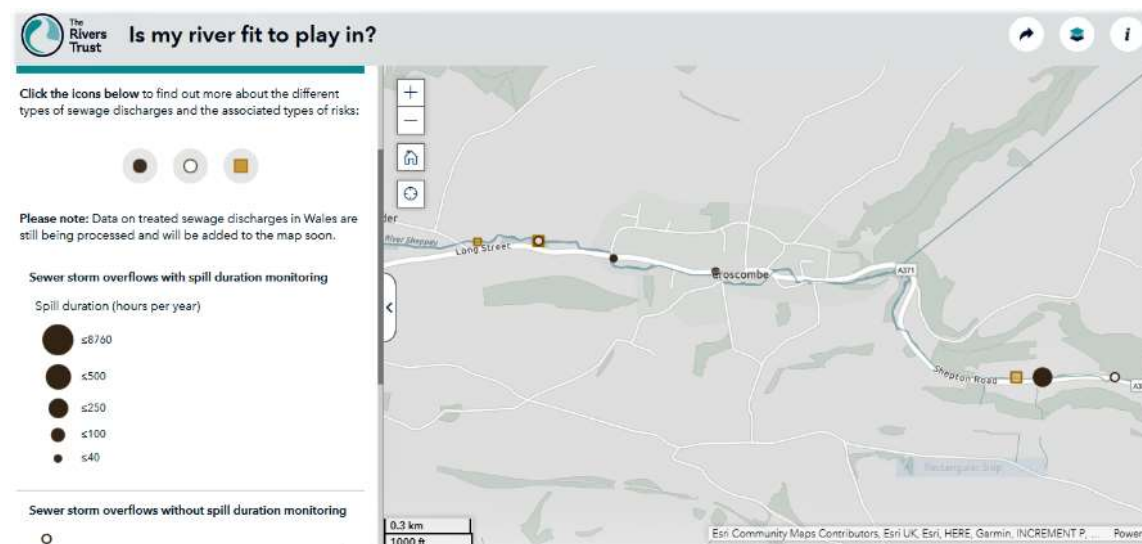 The
Rivers
Trust
Is my river fit to play in?
i
Click the icons below to find out more about the different
types of sewage discharges and the associated types of risks:
Please note: Data on treated sewage discharges in Wales are
still being processed and will be added to the map soon.
Sewer storm overflows with spill duration monitoring
Spill duration (hours per year)
≤8760
≤500
≤250
≤100
≤40
Sewer storm overflows without spill duration monitoring
+
−
der
River Sheppey
Long Street
Croscombe
A371
Shepton Road
A3
Rectangular Snip
0.3 km
1000 ft
Esri Community Maps Contributors, Esri UK, Esri, HERE, Garmin, INCREMENT P, ...
Power